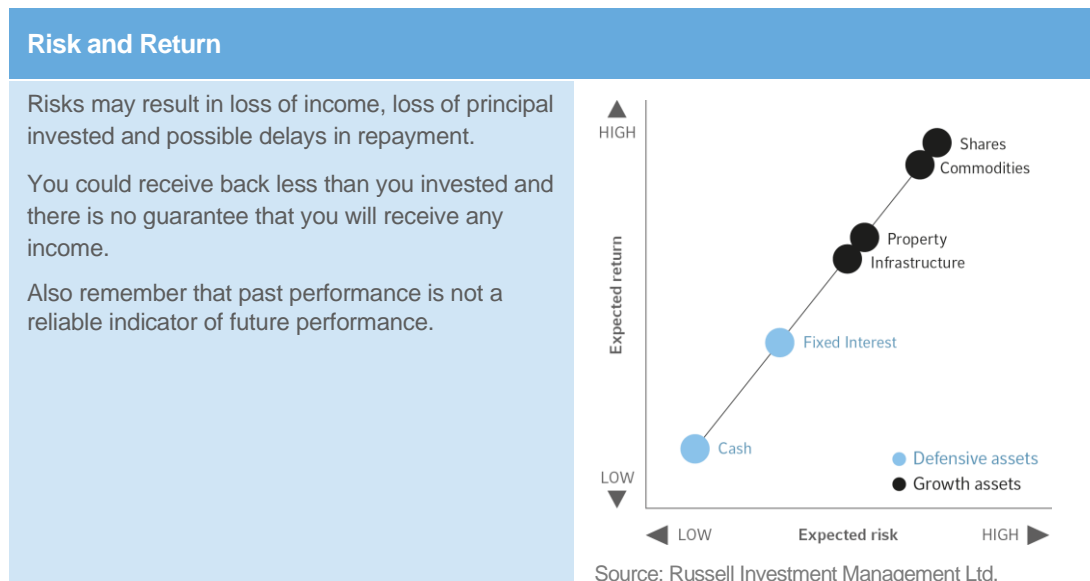 Risk and Return
Risks may result in loss of income, loss of principal
invested and possible delays in repayment.
You could receive back less than you invested and
there is no guarantee that you will receive any
income.
Also remember that past performance is not a
reliable indicator of future performance.
HIGH
Expected return
LOW
Shares
Commodities
Property
Infrastructure
Fixed Interest
Cash
Defensive assets
Growth assets
LOW
Expected risk
HIGH
Source: Russell Investment Management Ltd.